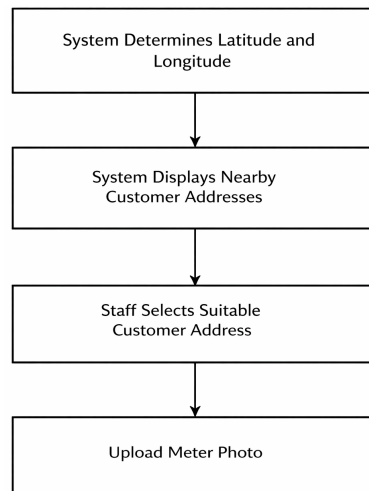 System Determines Latitude and
Longitude
System Displays Nearby
Customer Addresses
Staff Selects Suitable
Customer Address
Upload Meter Photo